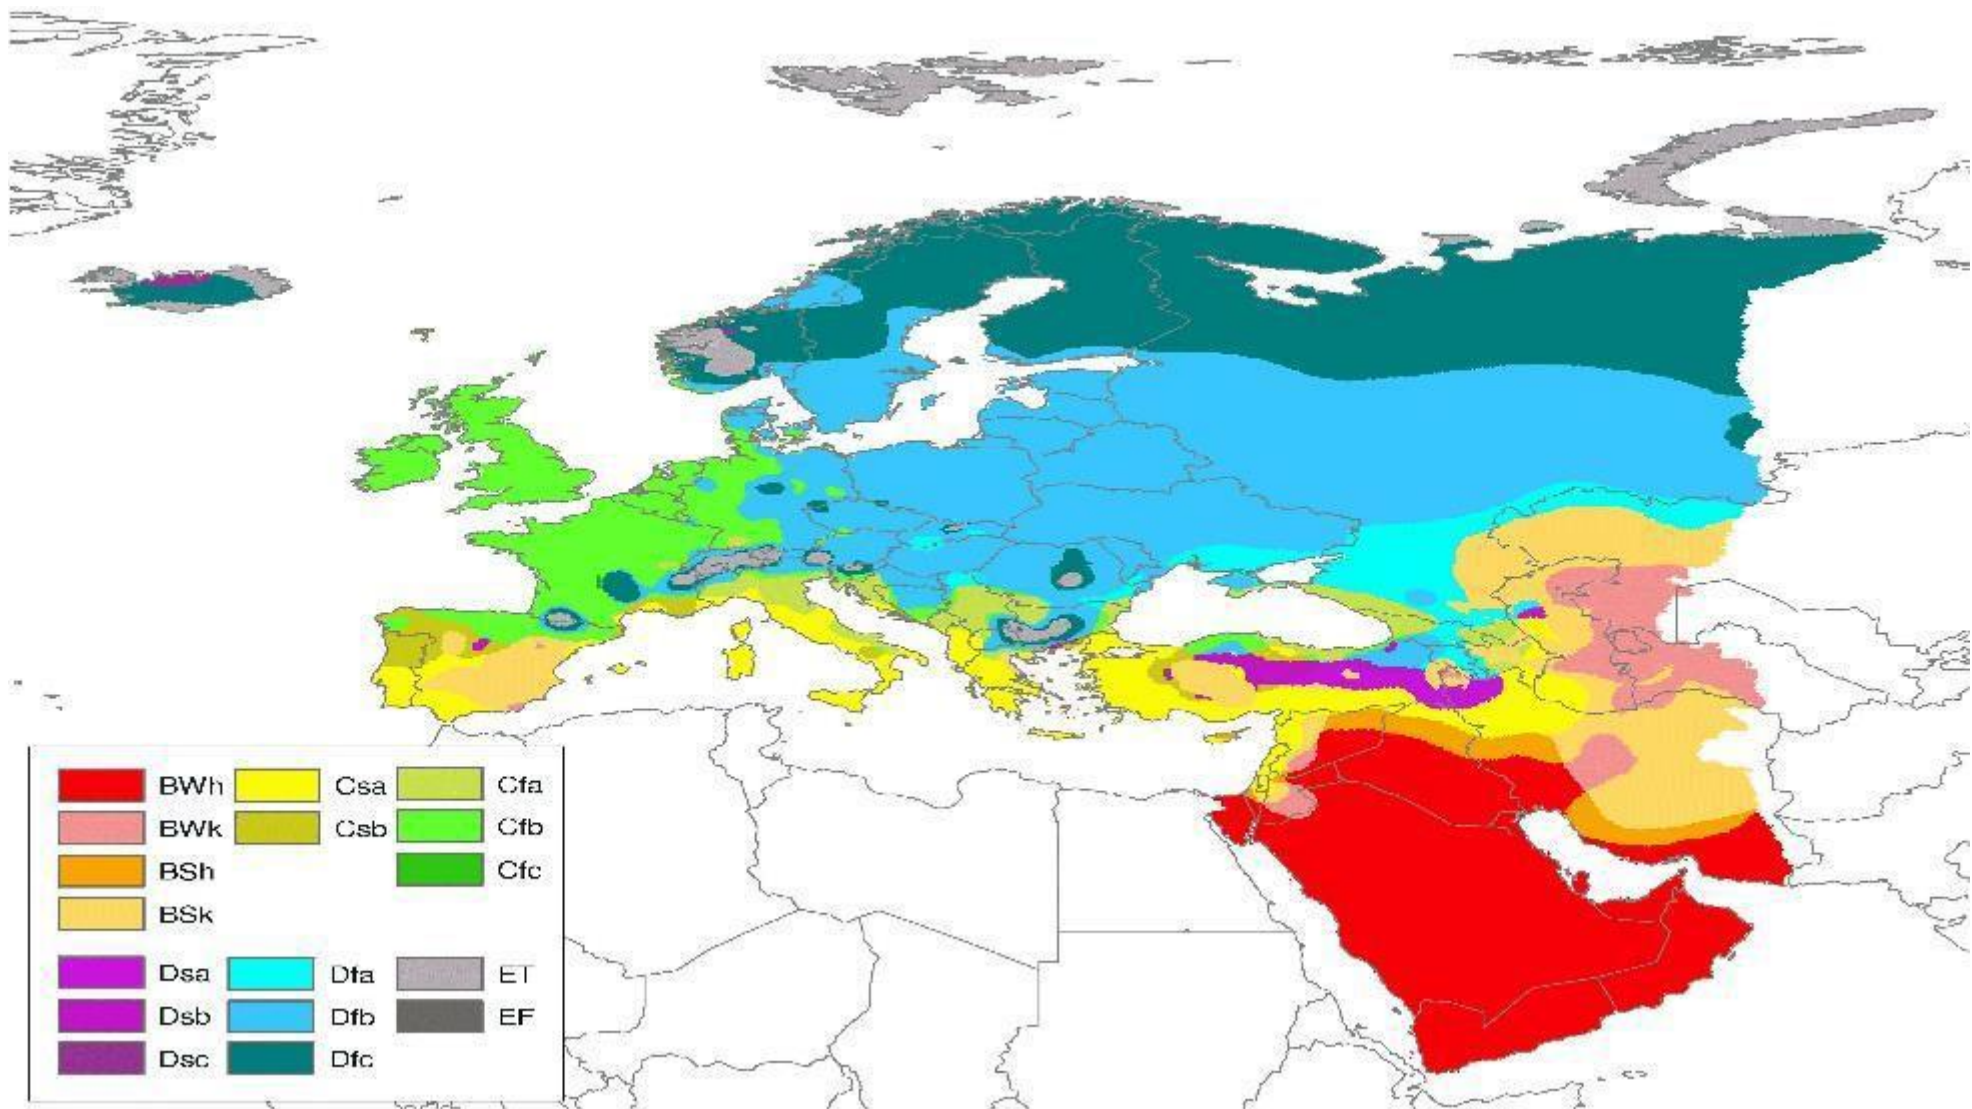 BWh Csa Cfa
BWk Csb Cfb
BSh Cfc
BSk
Dsa Dfa ET
Dsb Dfb EF
Dsc Dfc